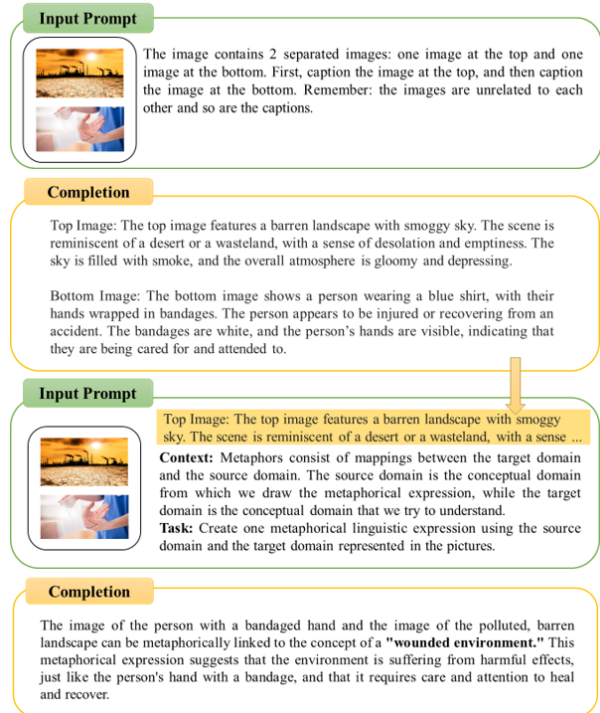 Input Prompt
The image contains 2 separated images: one image at the top and one
image at the bottom. First, caption the image at the top, and then caption
the image at the bottom. Remember: the images are unrelated to each
other and so are the captions.
Completion
Top Image: The top image features a barren landscape with smoggy sky. The scene is
reminiscent of a desert or a wasteland, with a sense of desolation and emptiness. The
sky is filled with smoke, and the overall atmosphere is gloomy and depressing.
Bottom Image: The bottom image shows a person wearing a blue shirt, with their
hands wrapped in bandages. The person appears to be injured or recovering from an
accident. The bandages are white, and the person's hands are visible, indicating that
they are being cared for and attended to.
Input Prompt
Top Image: The top image features a barren landscape with smoggy
sky. The scene is reminiscent of a desert or a wasteland, with a sense ...
Context: Metaphors consist of mappings between the target domain
and the source domain. The source domain is the conceptual domain
from which we draw the metaphorical expression, while the target
domain is the conceptual domain that we try to understand.
Task: Create one metaphorical linguistic expression using the source
domain and the target domain represented in the pictures.
Completion
The image of the person with a bandaged hand and the image of the polluted, barren
landscape can be metaphorically linked to the concept of a "wounded environment." This
metaphorical expression suggests that the environment is suffering from harmful effects,
just like the person's hand with a bandage, and that it requires care and attention to heal
and recover.